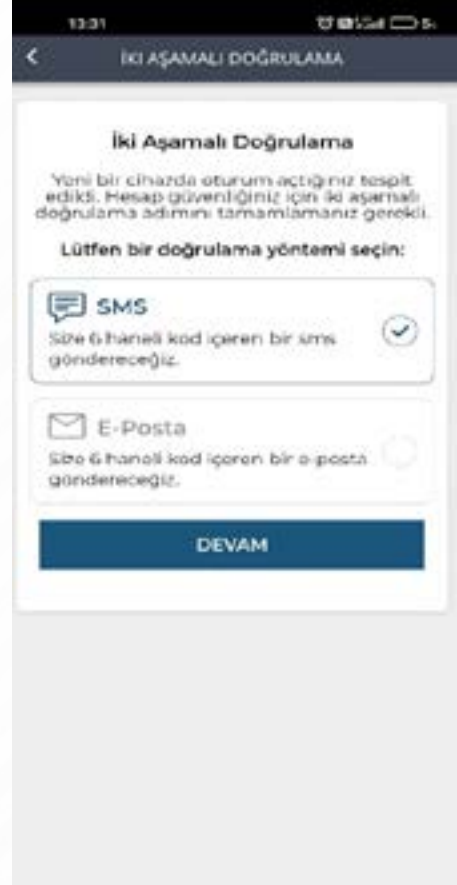 13:31
İKİ AŞAMALI DOĞRULAMA
İki Aşamalı Doğrulama
Yeni bir cihazda oturum açtığınız tespit
edildi. Hesap güvenliğiniz için iki aşamalı
doğrulama adımını tamamlamanız gerekli.
Lütfen bir doğrulama yöntemi seçin:
SMS
Size 6 haneli kod içeren bir sms
göndereceğiz.
E-Posta
Size 6 haneli kod içeren bir e-posta
göndereceğiz.
DEVAM